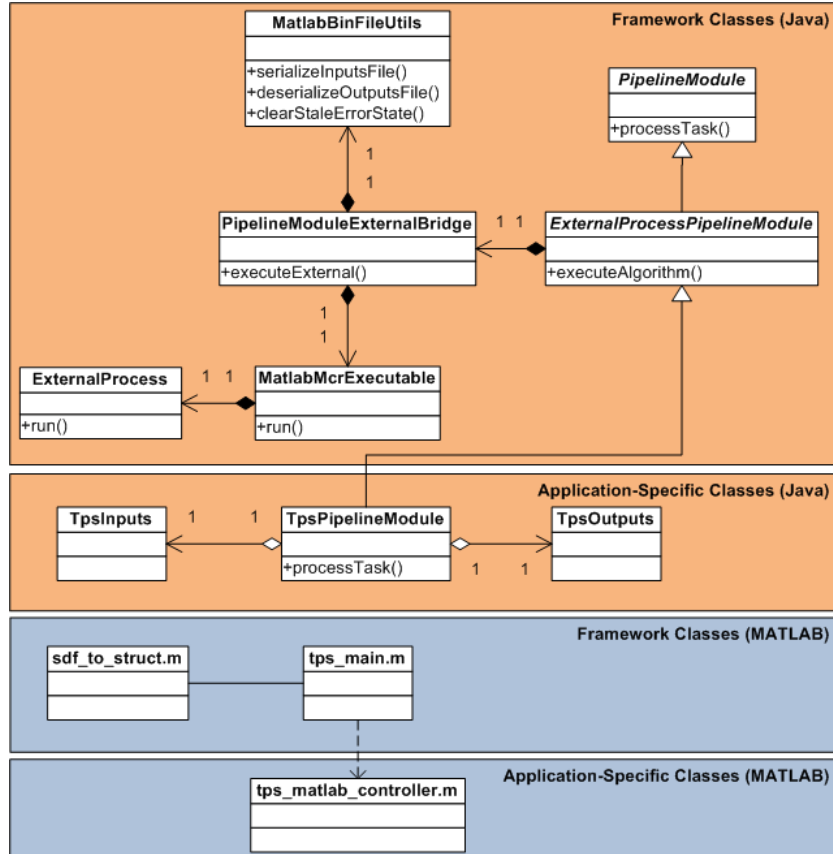 Framework Classes (Java)
MatlabBinFileUtils
+serializeInputsFile()
+deserializeOutputsFile()
+clearStaleErrorState()
PipelineModule
+processTask()
1
1
PipelineModuleExternalBridge
+executeExternal()
1 1
ExternalProcessPipelineModule
+executeAlgorithm()
1
1
ExternalProcess
+run()
1 1
MatlabMcrExecutable
+run()
Application-Specific Classes (Java)
TpsInputs
1 1
TpsPipelineModule
+processTask()
1 1
TpsOutputs
Framework Classes (MATLAB)
sdf_to_struct.m
tps_main.m
Application-Specific Classes (MATLAB)
tps_matlab_controller.m